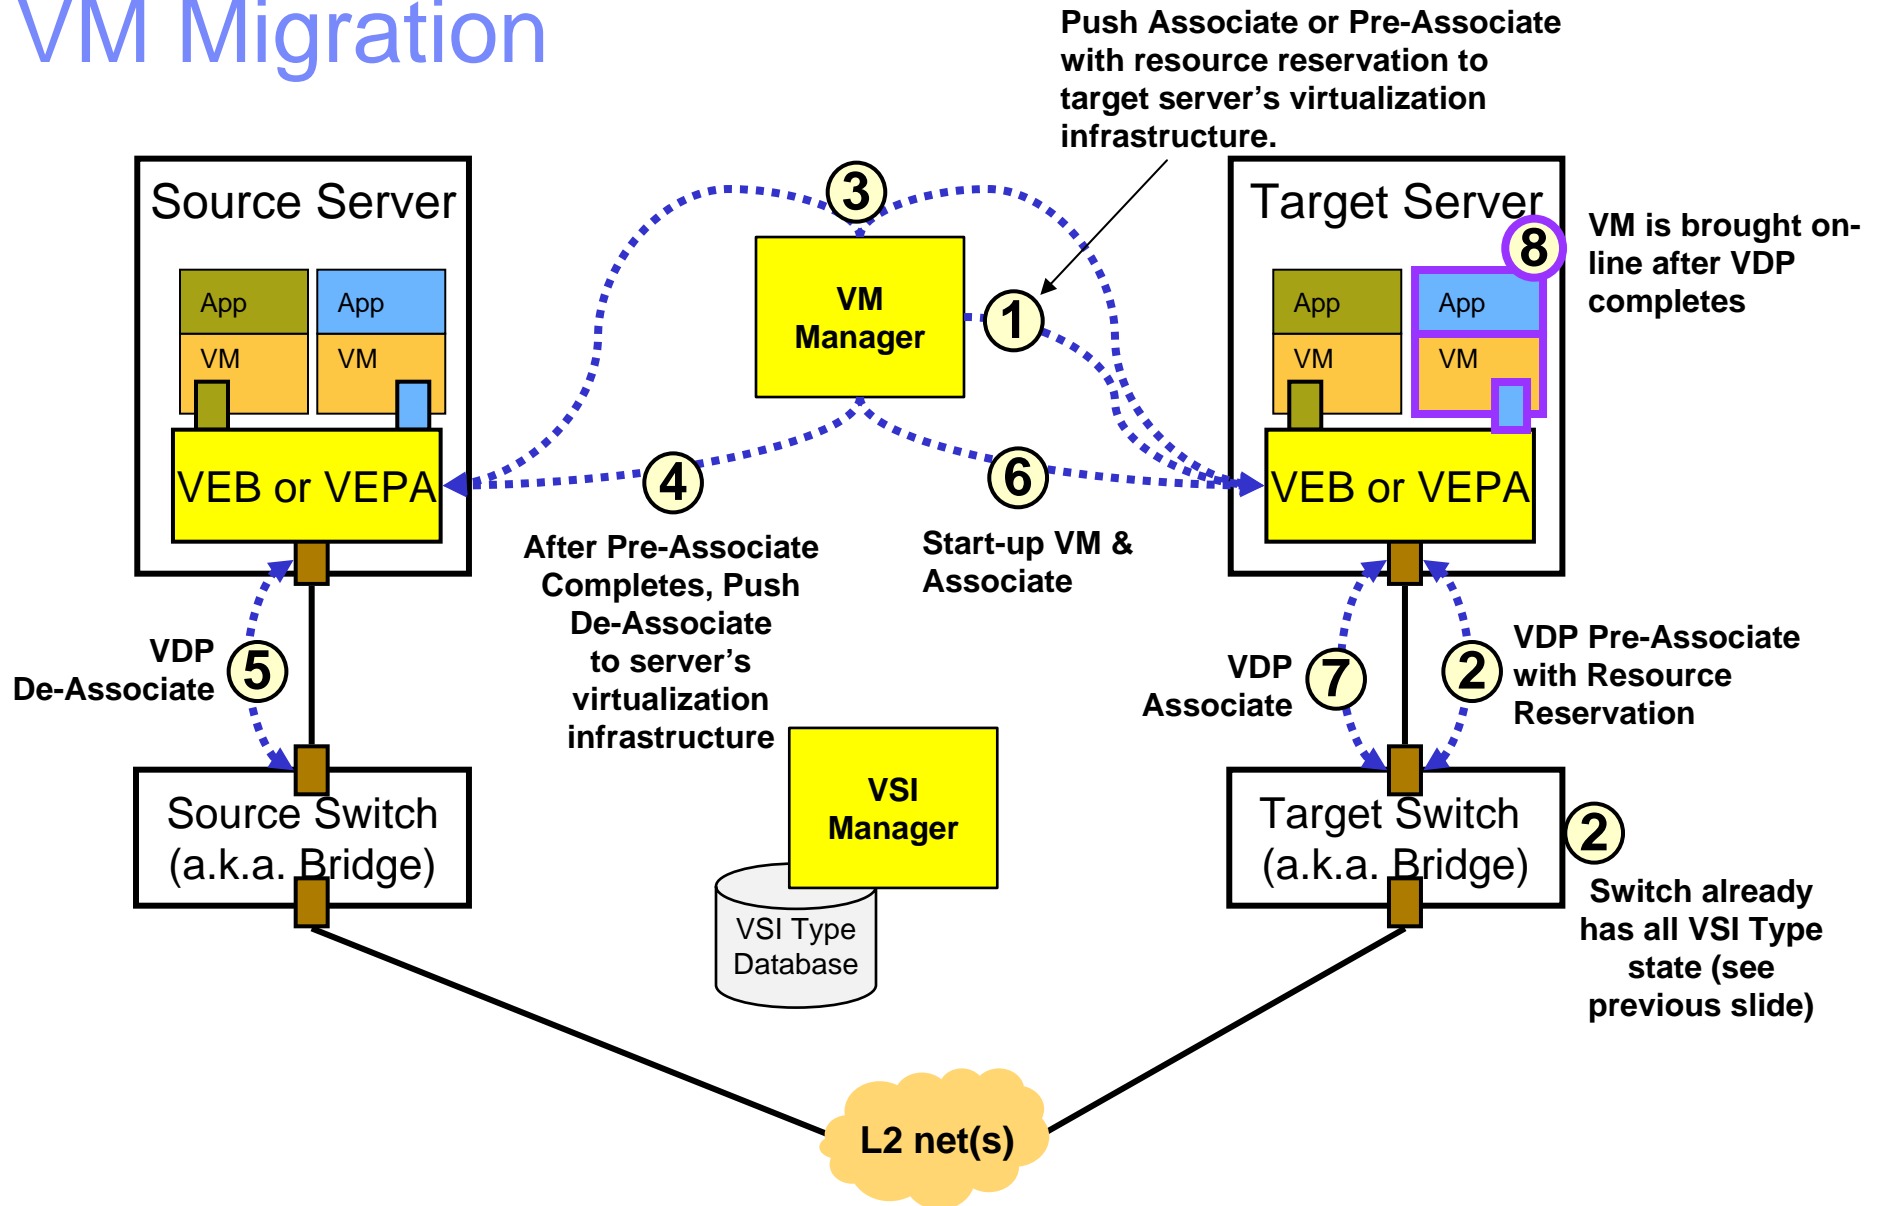 VM Migration
Push Associate or Pre-Associate
with resource reservation to
target server's virtualization
infrastructure.
Source Server
3
Target Server
8
VM is brought on-
line after VDP
completes
App
App
VM
VM
VM
Manager
1
App
App
VM
VM
VEB or VEPA
4
6
VEB or VEPA
After Pre-Associate
Completes, Push
De-Associate
to server's
virtualization
infrastructure
Start-up VM &
Associate
VDP
De-Associate
5
VDP
Associate
7
2
VDP Pre-Associate
with Resource
Reservation
Source Switch
(a.k.a. Bridge)
VSI
Manager
VSI Type
Database
Target Switch
(a.k.a. Bridge)
2
Switch already
has all VSI Type
state (see
previous slide)
L2 net(s)